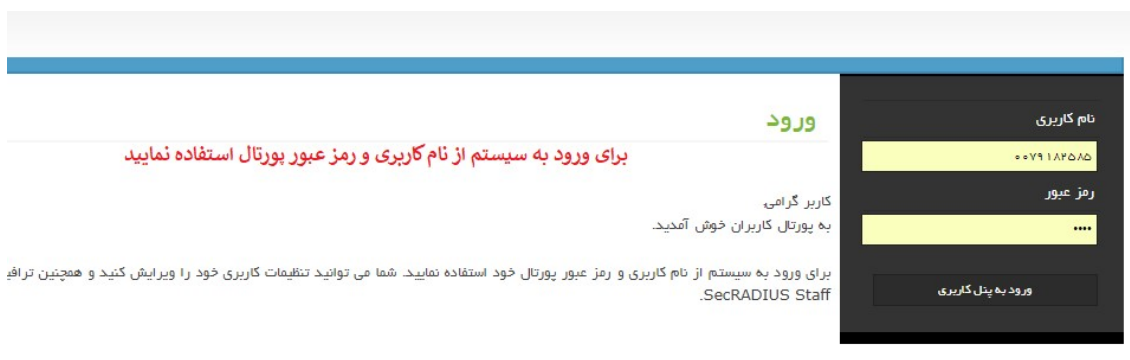 ورود
برای ورود به سیستم از نام کاربری و رمز عبور پورتال استفاده نمایید
کاربر گرامی
به پورتال کاربران خوش آمدید.
برای ورود به سیستم از نام کاربری و رمز عبور پورتال خود استفاده نمایید. شما می توانید تنظیمات کاربری خود را ویرایش کنید و همچنین
SecRADIUS Staff.
نام کاربری
۰۰۷۹۱۸۲۵۸۵
رمز عبور
••••
ورود به پنل کاربری